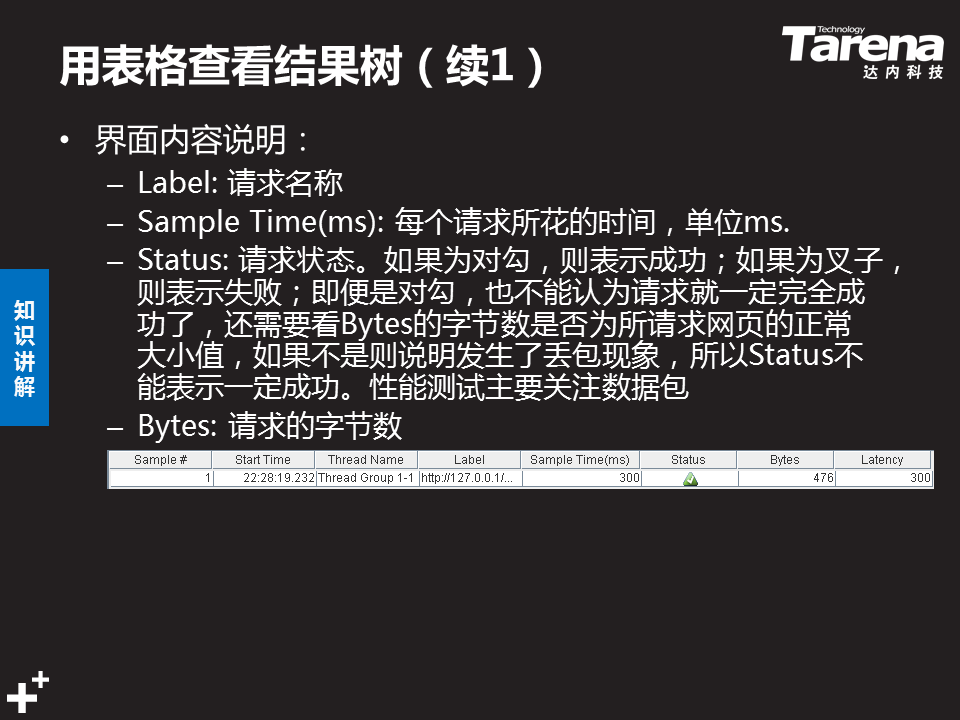 用表格查看结果树（续1）
Technology
Tarena
达内科技
• 界面内容说明：
– Label: 请求名称
– Sample Time(ms): 每个请求所花的时间，单位ms.
– Status: 请求状态。如果为对勾，则表示成功；如果为叉子，
则表示失败；即便是对勾，也不能认为请求就一定完全成
功了，还需要看Bytes的字节数是否为所请求网页的正常
大小值，如果不是则说明发生了丢包现象，所以Status不
能表示一定成功。性能测试主要关注数据包
– Bytes: 请求的字节数
知识讲解
Sample # Start Time Thread Name Label Sample Time(ms) Status Bytes Latency
1 22:28:19.232 Thread Group 1-1 http://127.0.0.1/... 300 476 300